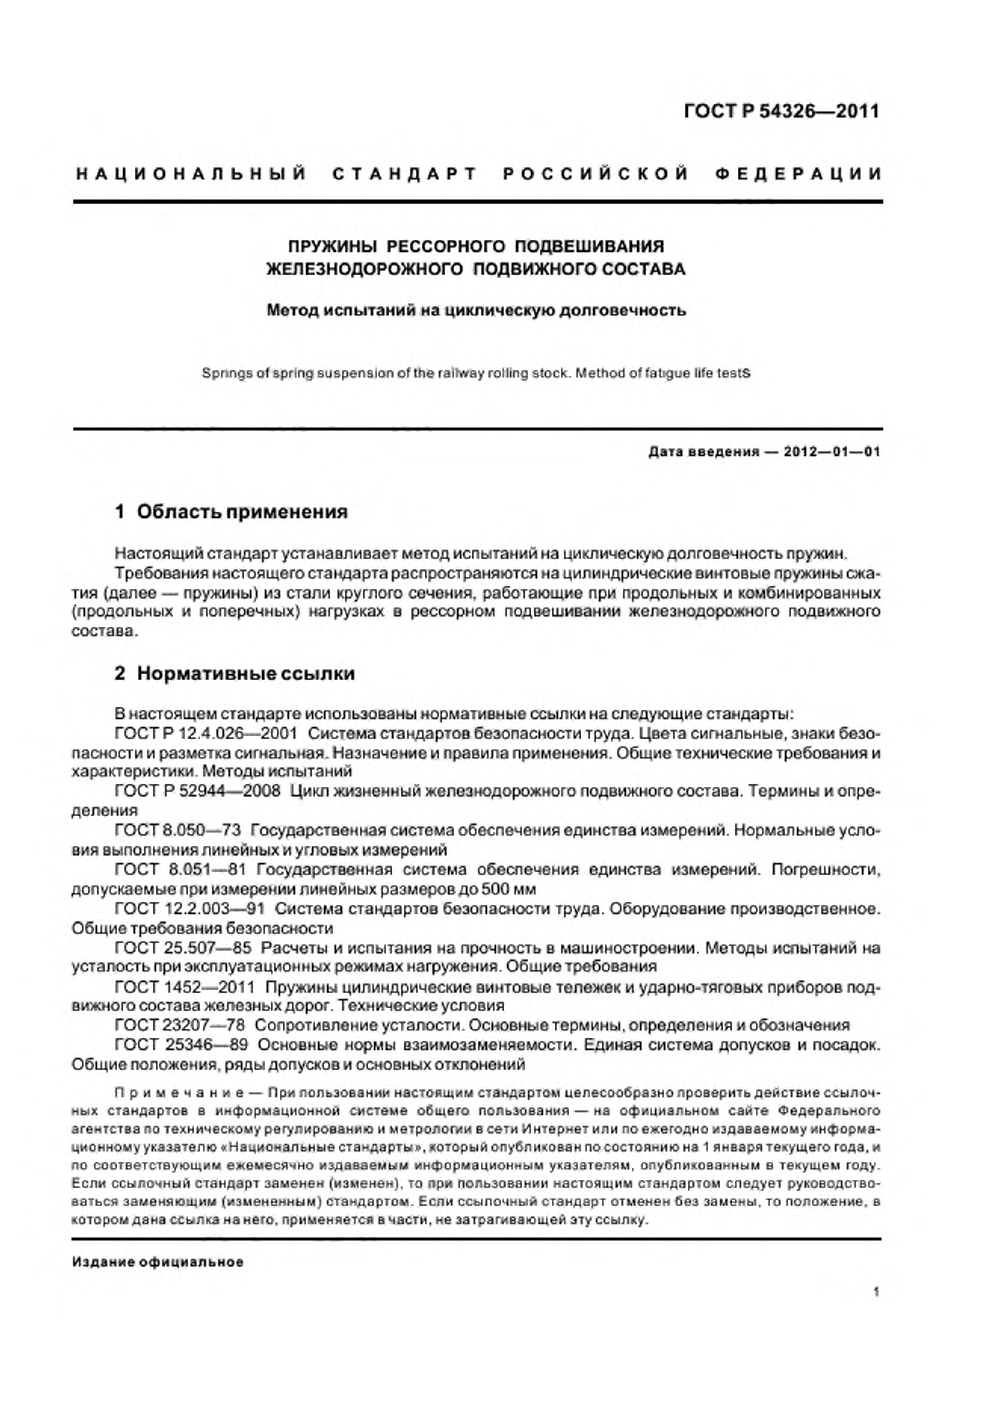 ГОСТ Р 54326—2011
НАЦИОНАЛЬНЫЙ СТАНДАРТ РОССИЙСКОЙ ФЕДЕРАЦИИ
ПРУЖИНЫ РЕССОРНОГО ПОДВЕШИВАНИЯ
ЖЕЛЕЗНОДОРОЖНОГО ПОДВИЖНОГО СОСТАВА
Метод испытаний на циклическую долговечность
Springs of spring suspension of the railway rolling stock. Method of fatigue life tests
Дата введения — 2012—01—01
1 Область применения
Настоящий стандарт устанавливает метод испытаний на циклическую долговечность пружин.
Требования настоящего стандарта распространяются на цилиндрические винтовые пружины сжа-
тия (далее — пружины) из стали круглого сечения, работающие при продольных и комбинированных
(продольных и поперечных) нагрузках в рессорном подвешивании железнодорожного подвижного
состава.
2 Нормативные ссылки
В настоящем стандарте использованы нормативные ссылки на следующие стандарты:
ГОСТ Р 12.4.026—2001 Система стандартов безопасности труда. Цвета сигнальные, знаки безо-
пасности и разметка сигнальная. Назначение и правила применения. Общие технические требования и
характеристики. Методы испытаний
ГОСТ Р 52944—2008 Цикл жизненный железнодорожного подвижного состава. Термины и опре-
деления
ГОСТ 8.050—73 Государственная система обеспечения единства измерений. Нормальные усло-
вия выполнения линейных и угловых измерений
ГОСТ 8.051—81 Государственная система обеспечения единства измерений. Погрешности,
допускаемые при измерении линейных размеров до 500 мм
ГОСТ 12.2.003—91 Система стандартов безопасности труда. Оборудование производственное.
Общие требования безопасности
ГОСТ 25.507—85 Расчеты и испытания на прочность в машиностроении. Методы испытаний на
усталость при эксплуатационных режимах нагружения. Общие требования
ГОСТ 1452—2011 Пружины цилиндрические винтовые тележек и ударно-тяговых приборов под-
вижного состава железных дорог. Технические условия
ГОСТ 23207—78 Сопротивление усталости. Основные термины, определения и обозначения
ГОСТ 25346—89 Основные нормы взаимозаменяемости. Единая система допусков и посадок.
Общие положения, ряды допусков и основных отклонений
Примечание — При пользовании настоящим стандартом целесообразно проверить действие ссылоч-
ных стандартов в информационной системе общего пользования — на официальном сайте Федерального
агентства по техническому регулированию и метрологии в сети Интернет или по ежегодно издаваемому информа-
ционному указателю «Национальные стандарты», который опубликован по состоянию на 1 января текущего года, и
по соответствующим ежемесячно издаваемым информационным указателям, опубликованным в текущем году.
Если ссылочный стандарт заменен (изменен), то при пользовании настоящим стандартом следует руководство-
ваться заменяющим (измененным) стандартом. Если ссылочный стандарт отменен без замены, то положение, в
котором дана ссылка на него, применяется в части, не затрагивающей эту ссылку.
Издание официальное
1